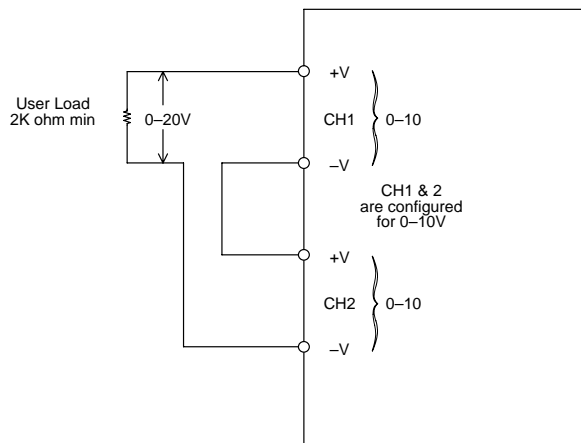 +V
User Load
2K ohm min
0–20V
CH1
0–10
–V
CH1 & 2
are configured
for 0–10V
+V
CH2
0–10
–V